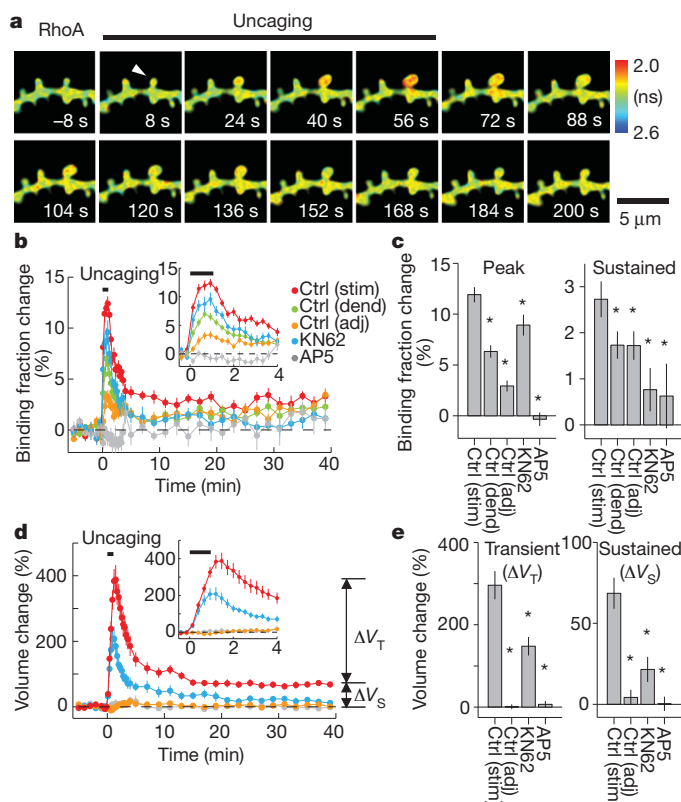 a
RhoA
Uncaging
–8 s
8 s
24 s
40 s
56 s
72 s
88 s
2.0
(ns)
2.6
104 s
120 s
136 s
152 s
168 s
184 s
200 s
5 μm
b
Binding fraction change
(%)
15
10
5
0
Uncaging
15
10
5
0
0
2
4
Ctrl (stim)
Ctrl (dend)
Ctrl (adj)
KN62
AP5
0
10
20
30
40
Time (min)
c
Binding fraction change
(%)
Peak
15
10
5
0
* * * *
Ctrl (stim)
Ctrl (dend)
Ctrl (adj)
KN62
AP5
Sustained
3
2
1
0
* * * *
Ctrl (stim)
Ctrl (dend)
Ctrl (adj)
KN62
AP5
d
Volume change (%)
400
200
0
Uncaging
400
200
0
0
2
4
ΔVT
ΔVS
0
10
20
30
40
Time (min)
e
Volume change (%)
Transient
(ΔVT)
400
200
0
* * *
Ctrl (stim)
Ctrl (adj)
KN62
AP5
Sustained
(ΔVS)
100
50
0
* * *
Ctrl (stim)
Ctrl (adj)
KN62
AP5